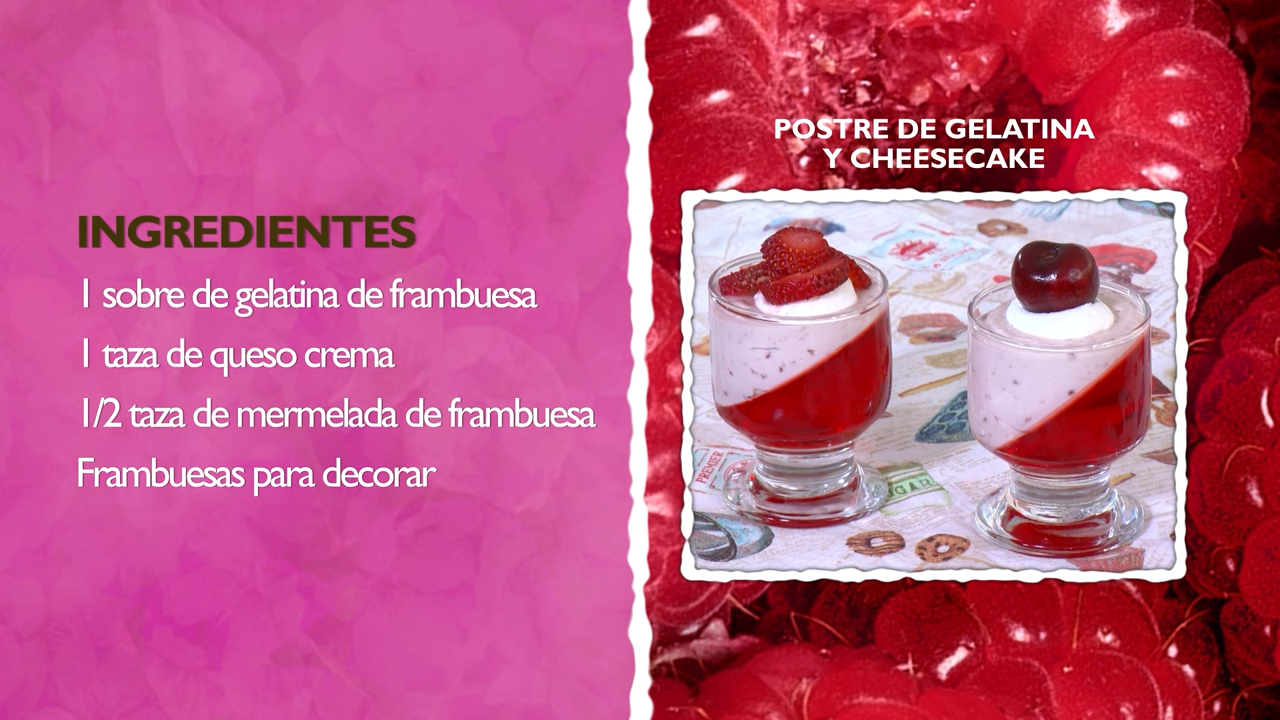 INGREDIENTES
1 sobre de gelatina de frambuesa
1 taza de queso crema
1/2 taza de mermelada de frambuesa
Frambuesas para decorar
POSTRE DE GELATINA
Y CHEESECAKE
PREMIER